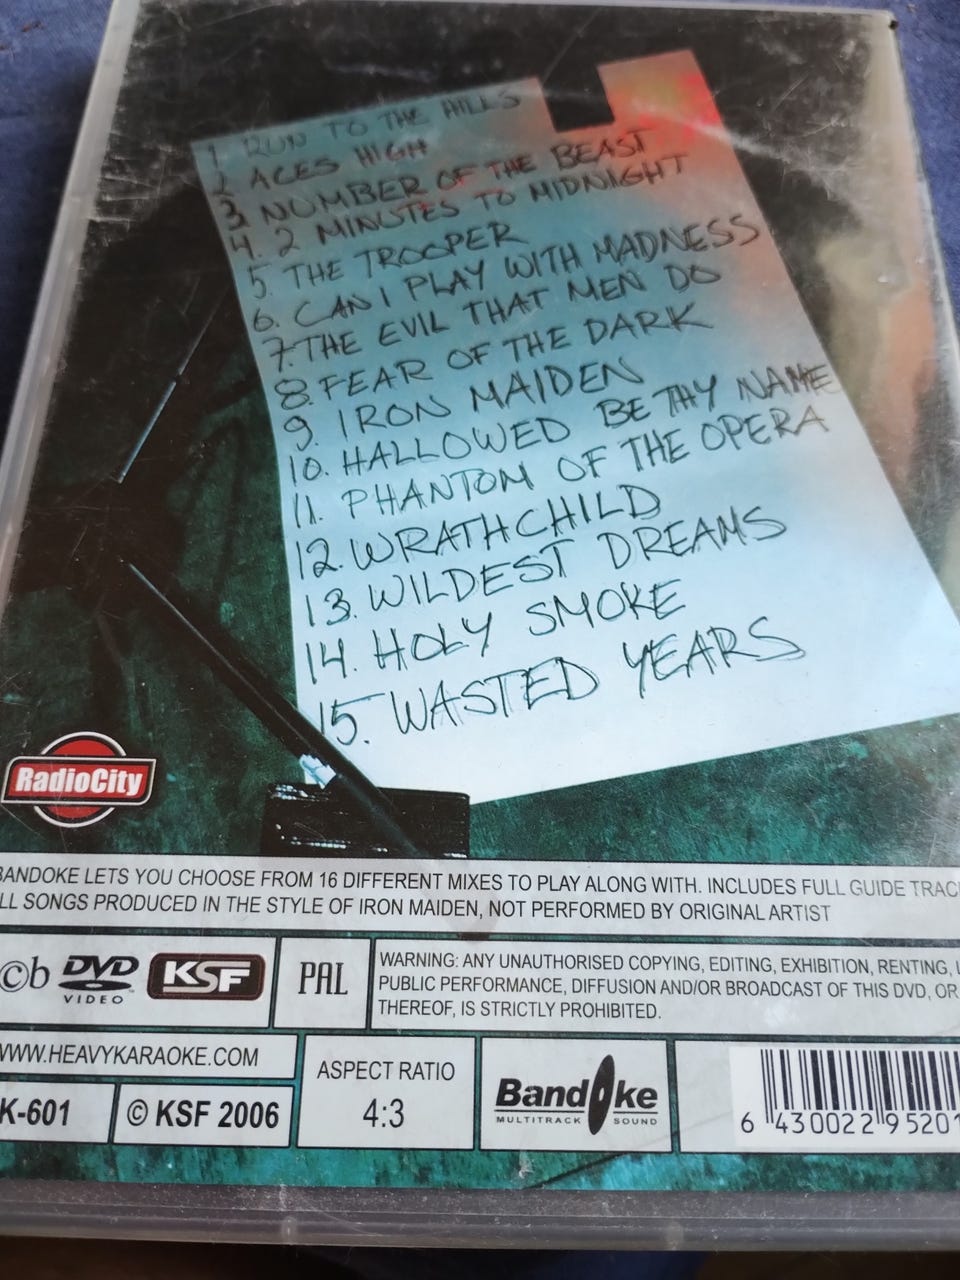 1. RUN TO THE HILLS
2. ACES HIGH
3. NUMBER OF THE BEAST
4. 2 MINUTES TO MIDNIGHT
5. THE TROOPER
6. CAN I PLAY WITH MADNESS
7. THE EVIL THAT MEN DO
8. FEAR OF THE DARK
9. IRON MAIDEN
10. HALLOWED BE THY NAME
11. PHANTOM OF THE OPERA
12. WRATHCHILD
13. WILDEST DREAMS
14. HOLY SMOKE
15. WASTED YEARS
RadioCity
BANDOKE LETS YOU CHOOSE FROM 16 DIFFERENT MIXES TO PLAY ALONG WITH. INCLUDES FULL GUIDE TRAC
LL SONGS PRODUCED IN THE STYLE OF IRON MAIDEN, NOT PERFORMED BY ORIGINAL ARTIST
©b DVD VIDEO KSF PAL
WARNING: ANY UNAUTHORISED COPYING, EDITING, EXHIBITION, RENTING, L
PUBLIC PERFORMANCE, DIFFUSION AND/OR BROADCAST OF THIS DVD, OR
THEREOF, IS STRICTLY PROHIBITED.
WWW.HEAVYKARAOKE.COM
K-601
© KSF 2006
ASPECT RATIO
4:3
Bandoke
MULTITRACK SOUND
6 430022 95201